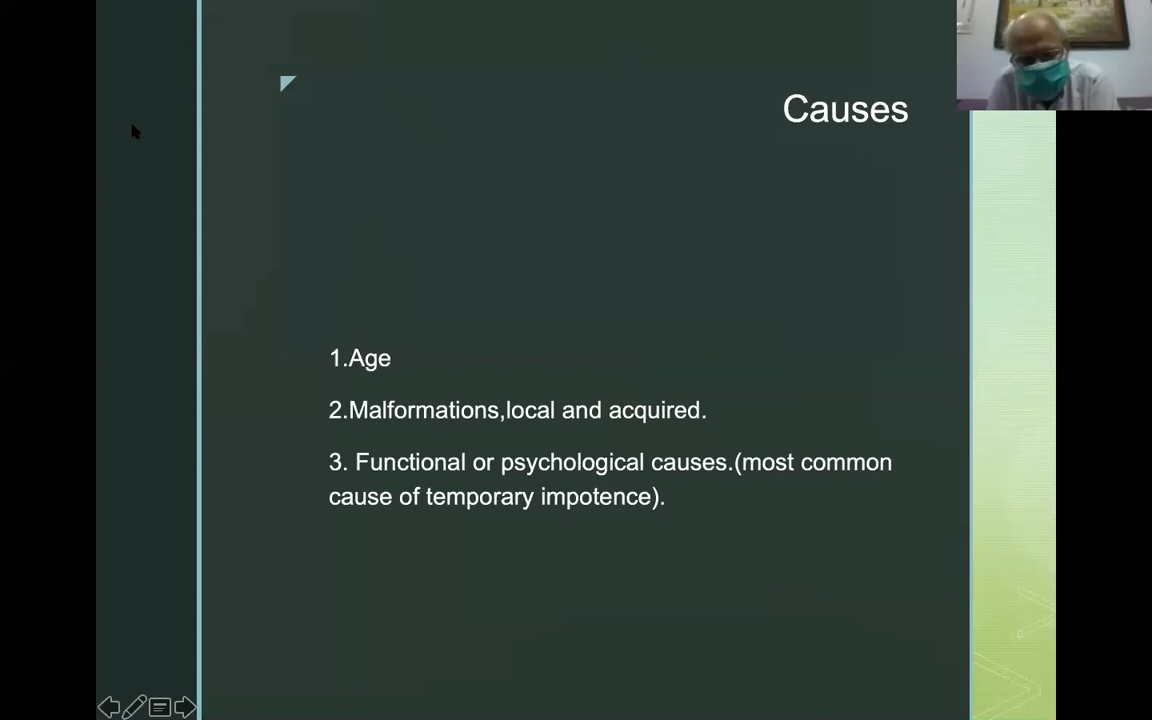 Causes
1.Age
2.Malformations,local and acquired.
3. Functional or psychological causes.(most common
cause of temporary impotence).